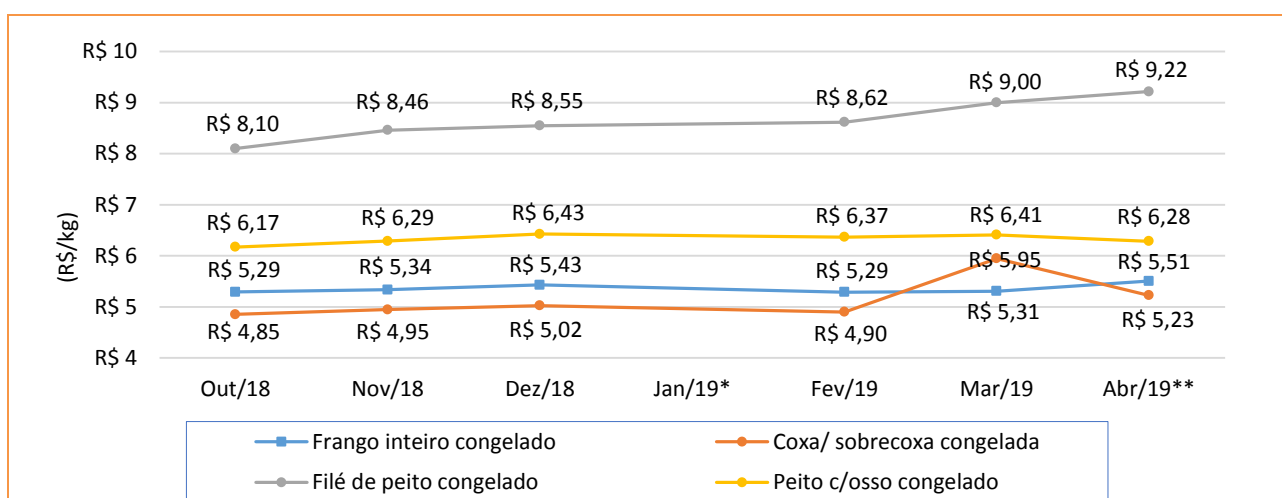 R$ 10
R$ 9
R$ 8
R$ 7
R$ 6
R$ 5
R$ 4
(R$/kg)
R$ 8,10 R$ 8,46 R$ 8,55 R$ 8,62 R$ 9,00 R$ 9,22
R$ 6,17 R$ 6,29 R$ 6,43 R$ 6,37 R$ 6,41 R$ 6,28
R$ 5,29 R$ 5,34 R$ 5,43 R$ 5,29 R$ 5,95 R$ 5,51
R$ 4,85 R$ 4,95 R$ 5,02 R$ 4,90 R$ 5,31 R$ 5,23
Out/18 Nov/18 Dez/18 Jan/19* Fev/19 Mar/19 Abr/19**
Frango inteiro congelado Coxa/ sobrecoxa congelada
Filé de peito congelado Peito c/osso congelado